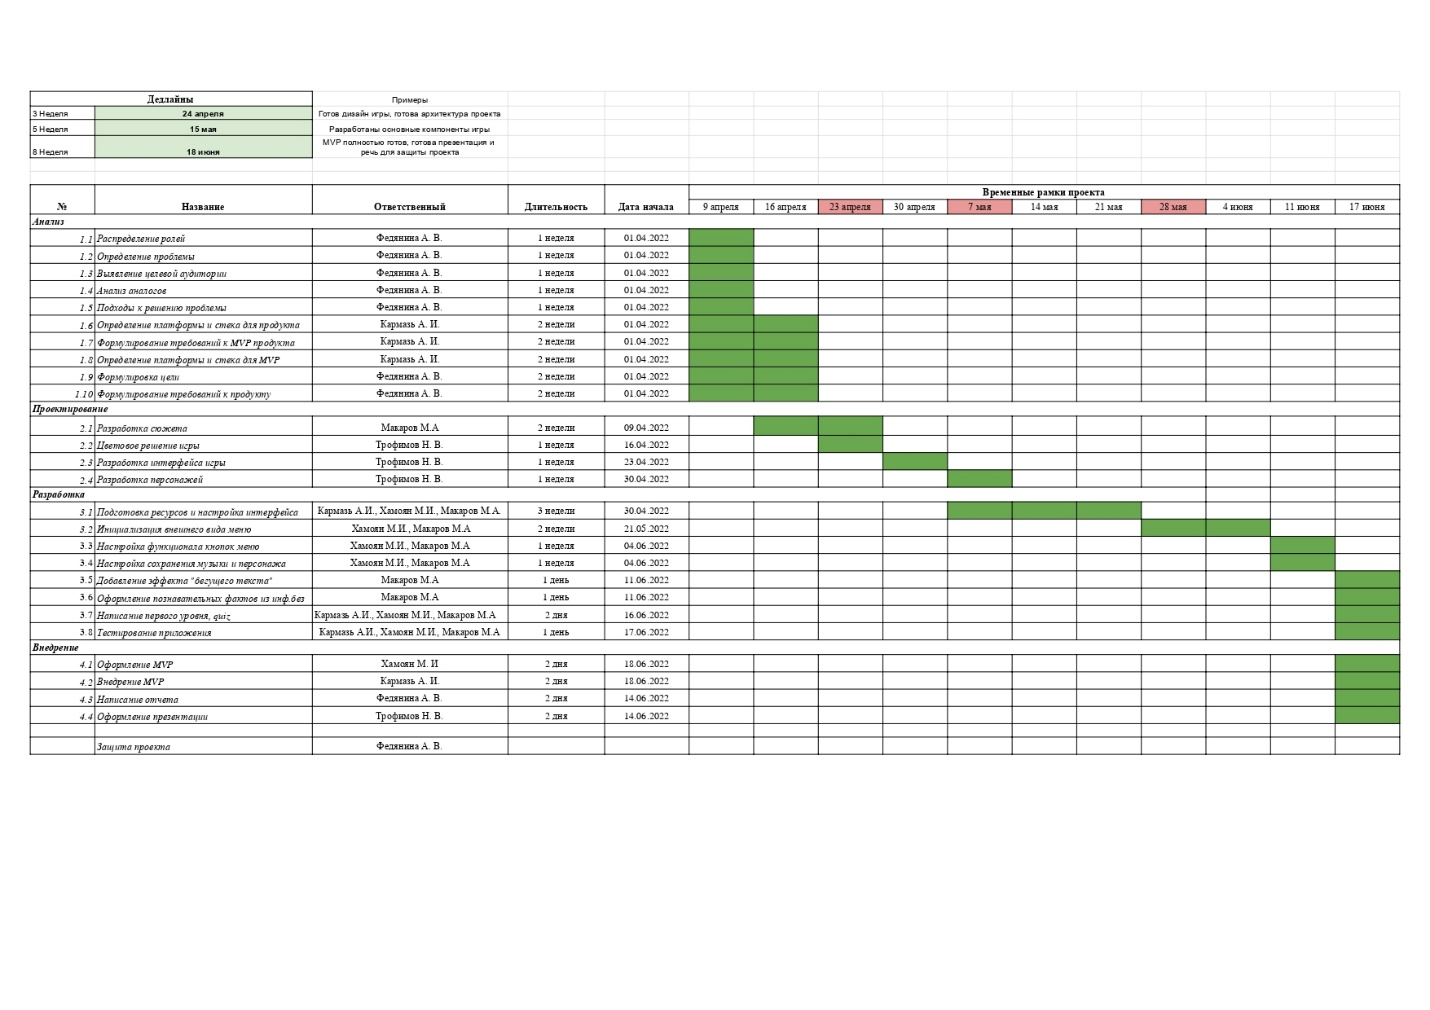 Дедлайны Примеры
3 Неделя 24 апреля Готов дизайн игры, готова архитектура проекта
5 Неделя 15 мая Разработаны основные компоненты игры
8 Неделя 18 июня MVP полностью готов, готова презентация и
речь для защиты проекта
Временные рамки проекта
№ Название Ответственный Длительность Дата начала 9 апреля 16 апреля 23 апреля 30 апреля 7 мая 14 мая 21 мая 28 мая 4 июня 11 июня 17 июня
Анализ
1.1 Распределение ролей Федянина А. В. 1 неделя 01.04.2022
1.2 Определение проблемы Федянина А. В. 1 неделя 01.04.2022
1.3 Выявление целевой аудитории Федянина А. В. 1 неделя 01.04.2022
1.4 Анализ аналогов Федянина А. В. 1 неделя 01.04.2022
1.5 Подходы к решению проблемы Федянина А. В. 1 неделя 01.04.2022
1.6 Определение платформы и стека для продукта Кармазь А. И. 2 недели 01.04.2022
1.7 Формулирование требований к MVP продукта Кармазь А. И. 2 недели 01.04.2022
1.8 Определение платформы и стека для MVP Кармазь А. И. 2 недели 01.04.2022
1.9 Формулировка цели Федянина А. В. 2 недели 01.04.2022
1.10 Формулирование требований к продукту Федянина А. В. 2 недели 01.04.2022
Проектирование
2.1 Разработка сюжета Макаров М.А 2 недели 09.04.2022
2.2 Цветовое решение игры Трофимов Н. В. 1 неделя 16.04.2022
2.3 Разработка интерфейса игры Трофимов Н. В. 1 неделя 23.04.2022
2.4 Разработка персонажей Трофимов Н. В. 1 неделя 30.04.2022
Разработка
3.1 Подготовка ресурсов и настройка интерфейса Кармазь А.И., Хамоян М.И., Макаров М.А. 3 недели 30.04.2022
3.2 Инициализация внешнего вида меню Хамоян М.И., Макаров М.А 2 недели 21.05.2022
3.3 Настройка функционала кнопок меню Хамоян М.И., Макаров М.А 1 неделя 04.06.2022
3.4 Настройка сохранения музыки и персонажа Хамоян М.И., Макаров М.А 1 неделя 04.06.2022
3.5 Добавление эффекта "бегущего текста" Макаров М.А 1 день 11.06.2022
3.6 Оформление познавательных фактов из инф.без Макаров М.А 1 день 11.06.2022
3.7 Написание первого уровня, quiz Кармазь А.И., Хамоян М.И., Макаров М.А 2 дня 16.06.2022
3.8 Тестирование приложения Кармазь А.И., Хамоян М.И., Макаров М.А 1 день 17.06.2022
Внедрение
4.1 Оформление MVP Хамоян М. И 2 дня 18.06.2022
4.2 Внедрение MVP Кармазь А. И. 2 дня 18.06.2022
4.3 Написание отчета Федянина А. В. 2 дня 14.06.2022
4.4 Оформление презентации Трофимов Н. В. 2 дня 14.06.2022
Защита проекта Федянина А. В.